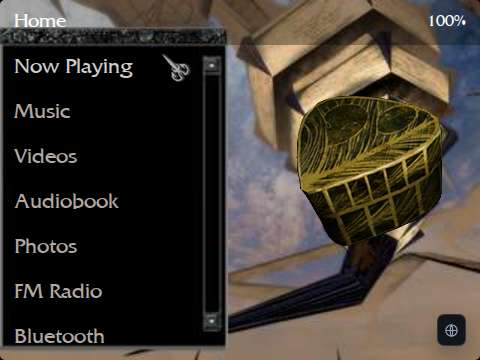 Home
100%
Now Playing
Music
Videos
Audiobook
Photos
FM Radio
Bluetooth